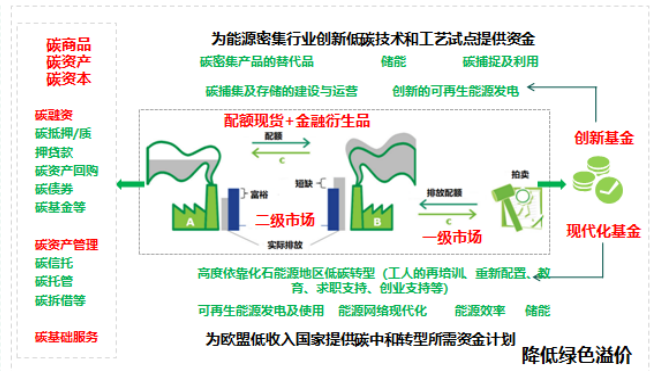 碳商品
碳资产
碳资本
碳融资
碳抵押/质
押贷款
碳资产回购
碳债券
碳基金等
碳资产管理
碳信托
碳托管
碳拆借等
碳基础服务
为能源密集行业创新低碳技术和工艺试点提供资金
碳密集产品的替代品
储能
碳捕捉及利用
碳捕集及存储的建设与运营
创新的可再生能源发电
配额现货+金融衍生品
配额
C
富裕
短缺
A
B
二级市场
实际排放
排放配额
C
一级市场
拍卖
创新基金
现代化基金
高度依靠化石能源地区低碳转型（工人的再培训、重新配置、教
育、求职支持、创业支持等）
可再生能源发电及使用
能源网络现代化
能源效率
储能
为欧盟低收入国家提供碳中和转型所需资金计划
降低绿色溢价